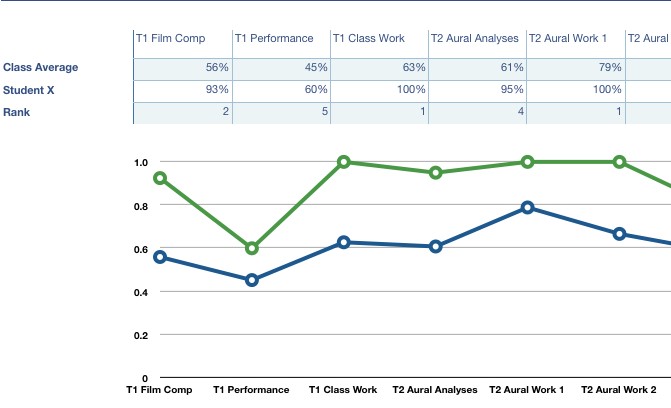 T1 Film Comp T1 Performance T1 Class Work T2 Aural Analyses T2 Aural Work 1 T2 Aural
Class Average 56% 45% 63% 61% 79%
Student X 93% 60% 100% 95% 100%
Rank 2 5 1 4 1
1.0
0.8
0.6
0.4
0.2
0
T1 Film Comp T1 Performance T1 Class Work T2 Aural Analyses T2 Aural Work 1 T2 Aural Work 2